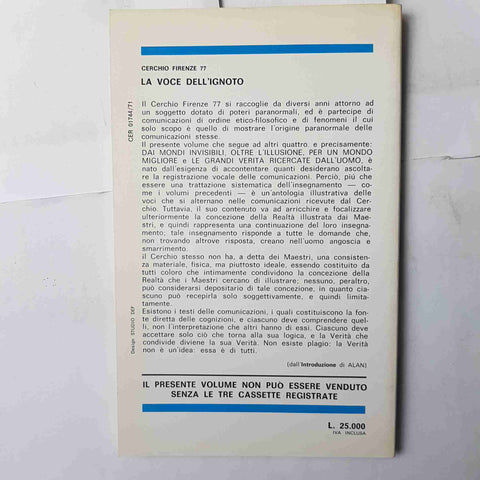 CERCHIO FIRENZE 77
LA VOCE DELL'IGNOTO
Il Cerchio Firenze 77 si raccoglie da diversi anni attorno ad
un soggetto dotato di poteri paranormali, ed è partecipe di
comunicazioni di ordine etico-filosofico e di fenomeni il cui
solo scopo è quello di mostrare l'origine paranormale delle
comunicazioni stesse.
Il presente volume che segue ad altri quattro, e precisamente:
DAI MONDI INVISIBILI, OLTRE L'ILLUSIONE, PER UN MONDO
MIGLIORE e LE GRANDI VERITÀ RICERCATE DALL'UOMO, è
nato dall'esigenza di accontentare quanti desiderano ascolta-
re la registrazione vocale delle comunicazioni. Perciò, più che
essere una trattazione sistematica dell'insegnamento — co-
me i volumi precedenti — è un'antologia illustrativa delle
voci che si alternano nelle comunicazioni ricevute dal Cer-
chio. Tuttavia, il suo contenuto va ad arricchire e focalizzare
ulteriormente la concezione della Realtà illustrata dai Mae-
stri, e quindi rappresenta una continuazione del loro insegna-
mento; tale insegnamento risponde a tutte le domande che,
non trovando altrove risposta, creano nell'uomo angoscia e
smarrimento.
Il Cerchio stesso non ha, a detta dei Maestri, una consisten-
za materiale, fisica, ma piuttosto ideale, essendo costituito da
tutti coloro che intimamente condividono la concezione della
Realtà che i Maestri cercano di illustrare; nessuno, peraltro,
può considerarsi depositario di tale concezione, in quanto cia-
scuno può recepirla solo soggettivamente, e quindi limita-
tamente.
Esistono i testi delle comunicazioni, i quali costituiscono la fon-
te diretta delle cognizioni, e ciascuno deve comprendere quel-
li, non l'interpretazione che altri hanno di essi. Ciascuno deve
accettare solo ciò che torna alla sua logica, e la Verità che
condivide diviene la sua Verità. Non esiste plagio: la Verità
non è un'idea: essa è di tutti.
(dall'Introduzione di ALAN)
IL PRESENTE VOLUME NON PUÒ ESSERE VENDUTO
SENZA LE TRE CASSETTE REGISTRATE
L. 25.000
IVA INCLUSA
CER 01744/71
Design STUDIO DEF